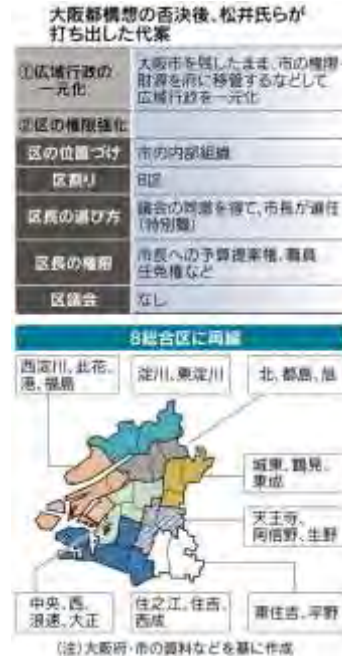 大阪都構想の否決後、松井氏らが
打ち出した代案
①広域行政の
一元化
大阪市を残したまま、市の権限・
財源を府に移管するなどして
広域行政を一元化
②区の権限強化
区の位置づけ
市の内部組織
区割り
8区
区長の選び方
議会の同意を得て、市長が選任
(特別職)
区長の権限
市長への予算提案権、職員
任免権など
区議会
なし
8総合区に再編
西淀川、此花、
港、福島
淀川、東淀川
北、都島、旭
城東、鶴見、
東成
天王寺、
阿倍野、生野
中央、西、
浪速、大正
住之江、住吉、
西成
東住吉、平野
(注)大阪府・市の資料などを基に作成